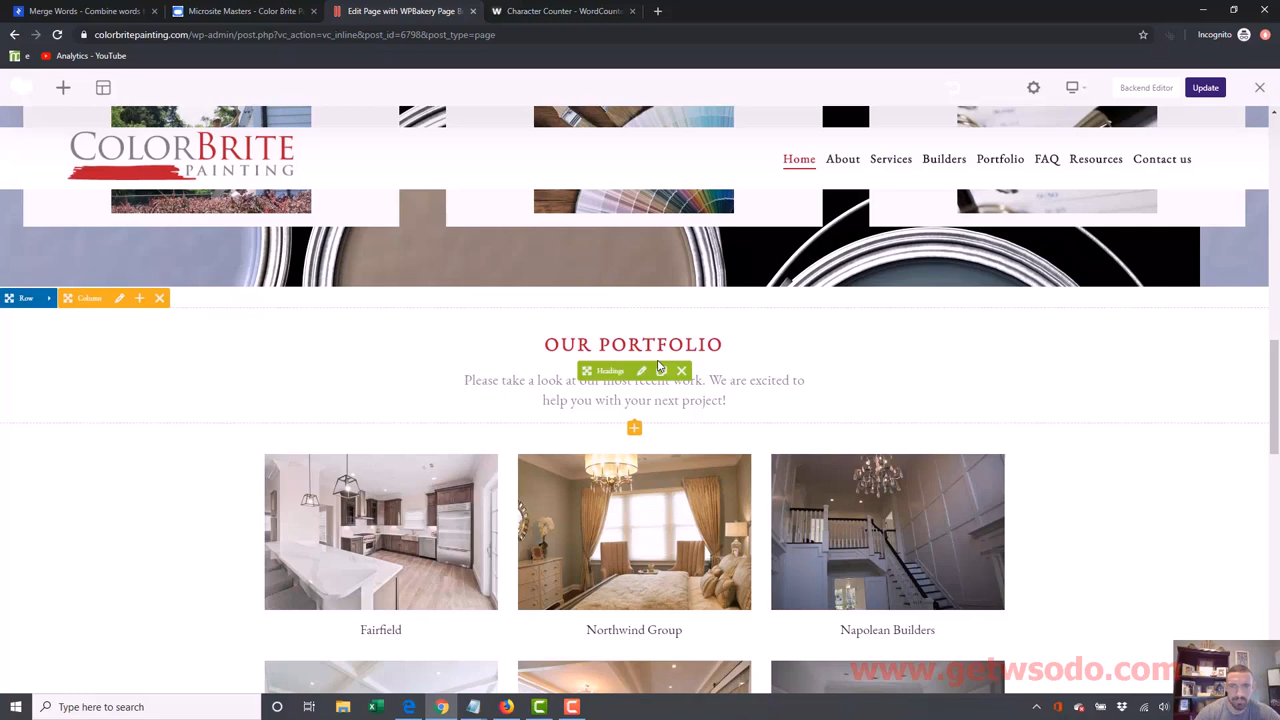 Merge Words - Combine words
Microsite Masters - Color Brite P
Edit Page with WPBakery Page B
Character Counter - WordCount
colorbritepainting.com/wp-admin/post.php?vc_action=vc_inline&post_id=6798&post_type=page
Incognito
e
Analytics - YouTube
Backend Editor
Update
COLORBRITE
PAINTING
Home About Services Builders Portfolio FAQ Resources Contact us
Row
Column
OUR PORTFOLIO
Headings
Please take a look at our most recent work. We are excited to
help you with your next project!
Fairfield
Northwind Group
Napolean Builders
www.getwsodo.com
Type here to search